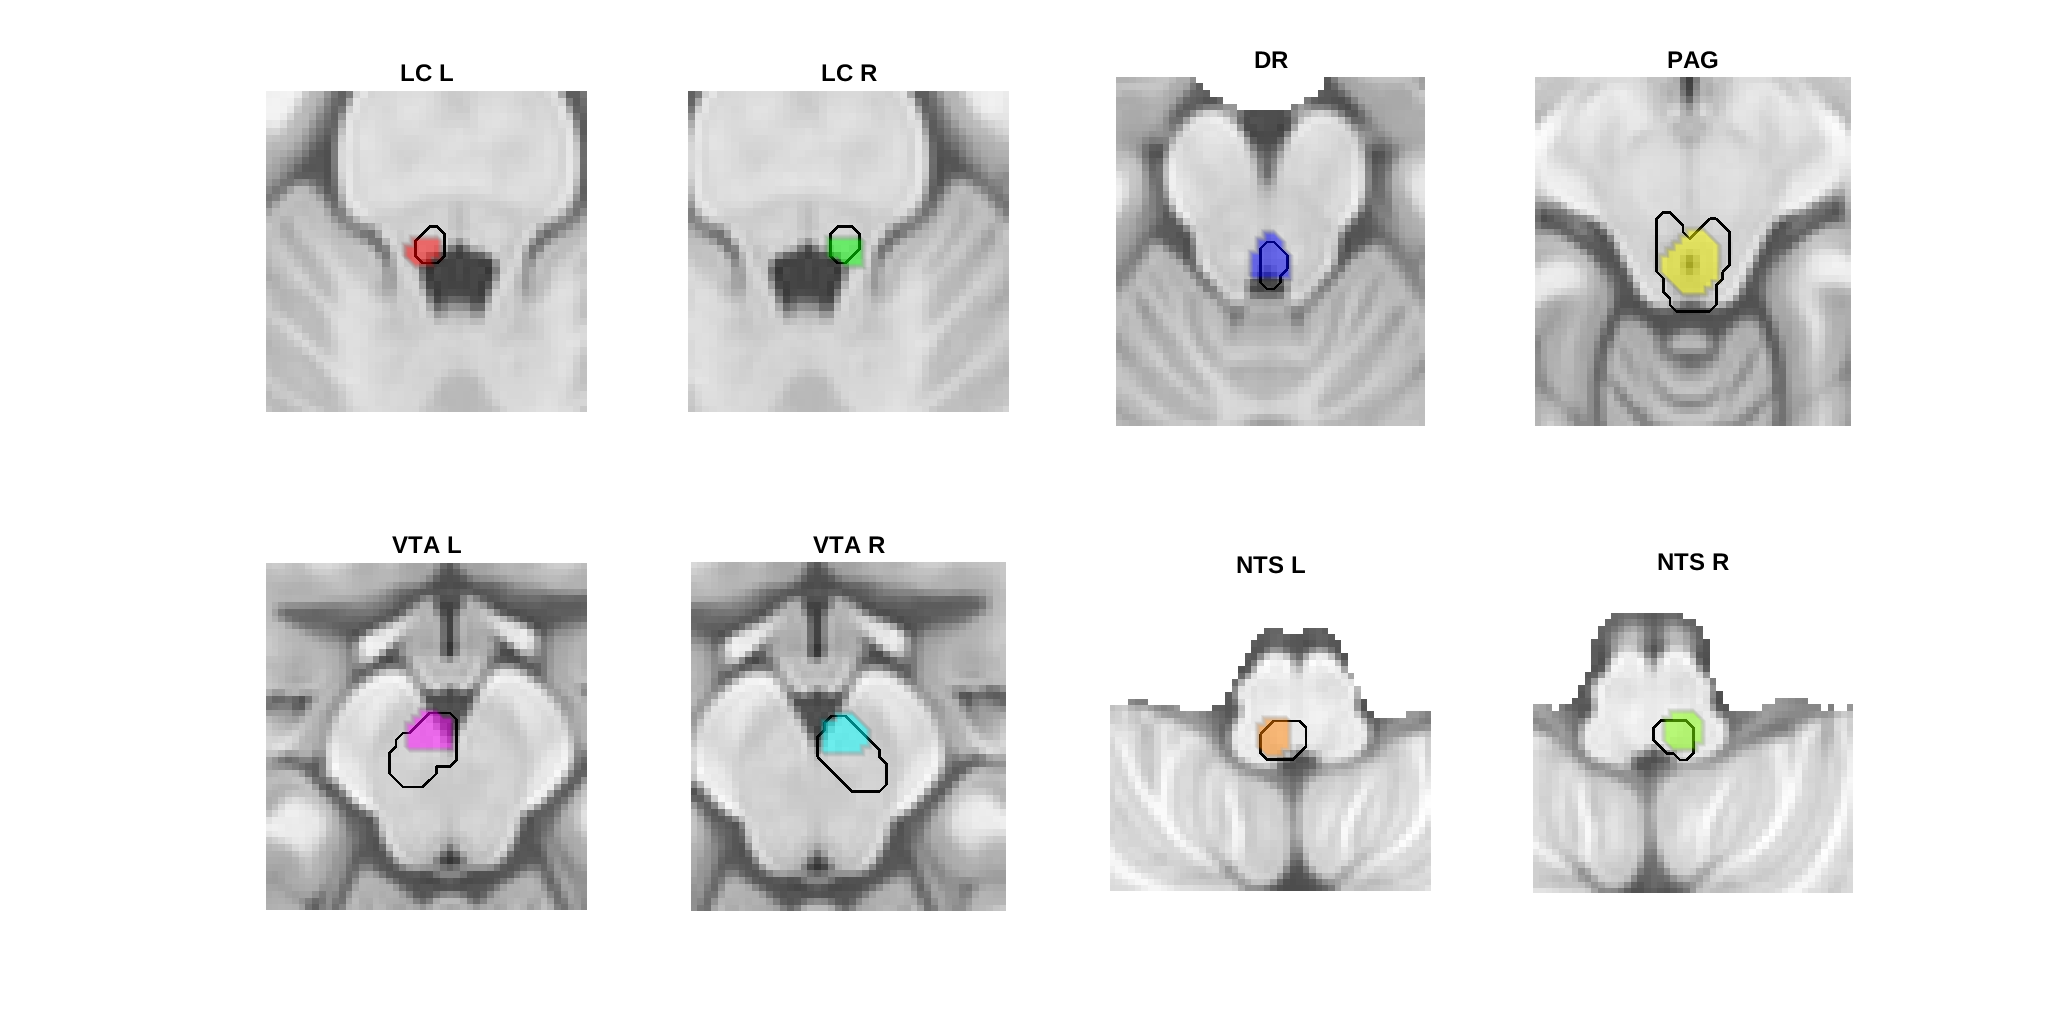 LC L
LC R
DR
PAG
VTA L
VTA R
NTS L
NTS R